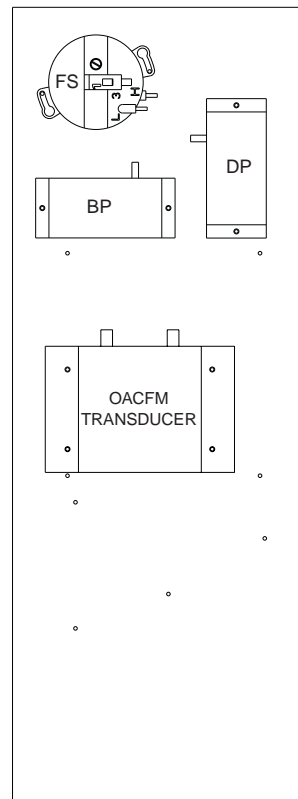 FS
L 3 H
DP
BP
OACFM
TRANSDUCER